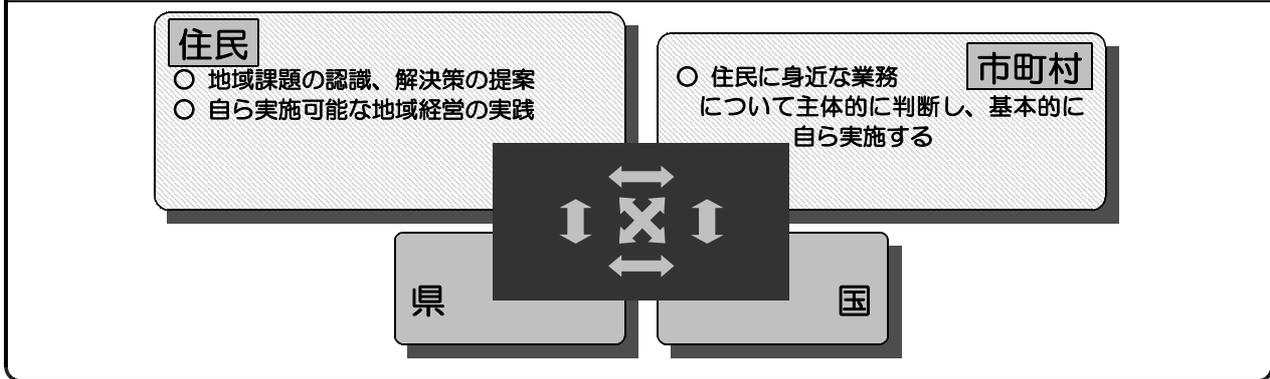 住民
○ 地域課題の認識、解決策の提案
○ 自ら実施可能な地域経営の実践
市町村
○ 住民に身近な業務
について主体的に判断し、基本的に
自ら実施する
県
国